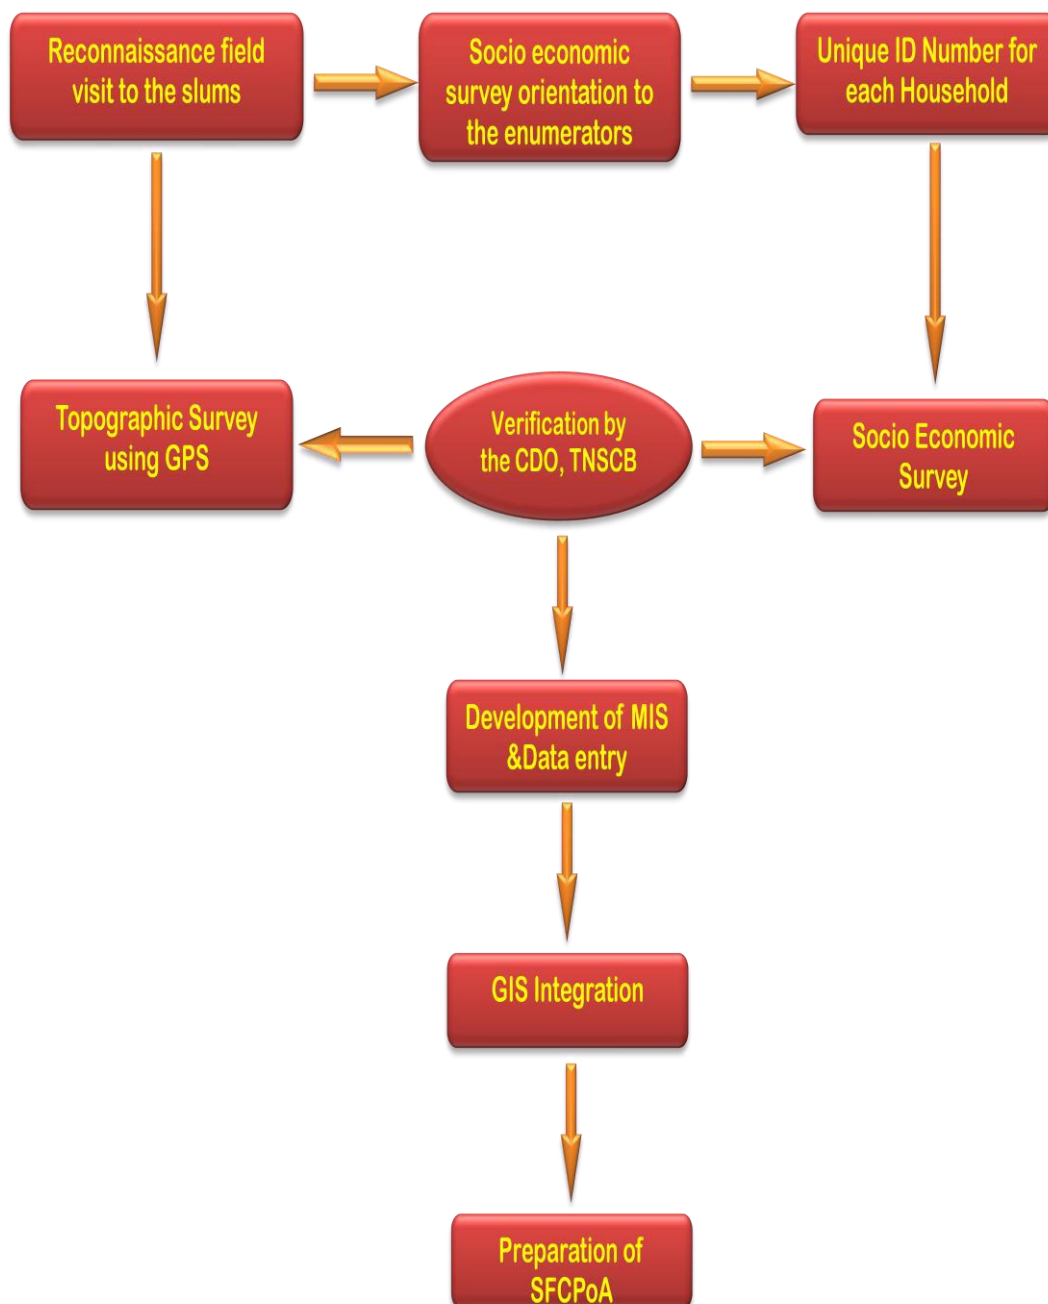 Reconnaissance field
visit to the slums
Socio economic
survey orientation to
the enumerators
Unique ID Number for
each Household
Topographic Survey
using GPS
Verification by
the CDO, TNSCB
Socio Economic
Survey
Development of MIS
&Data entry
GIS Integration
Preparation of
SFCPoA